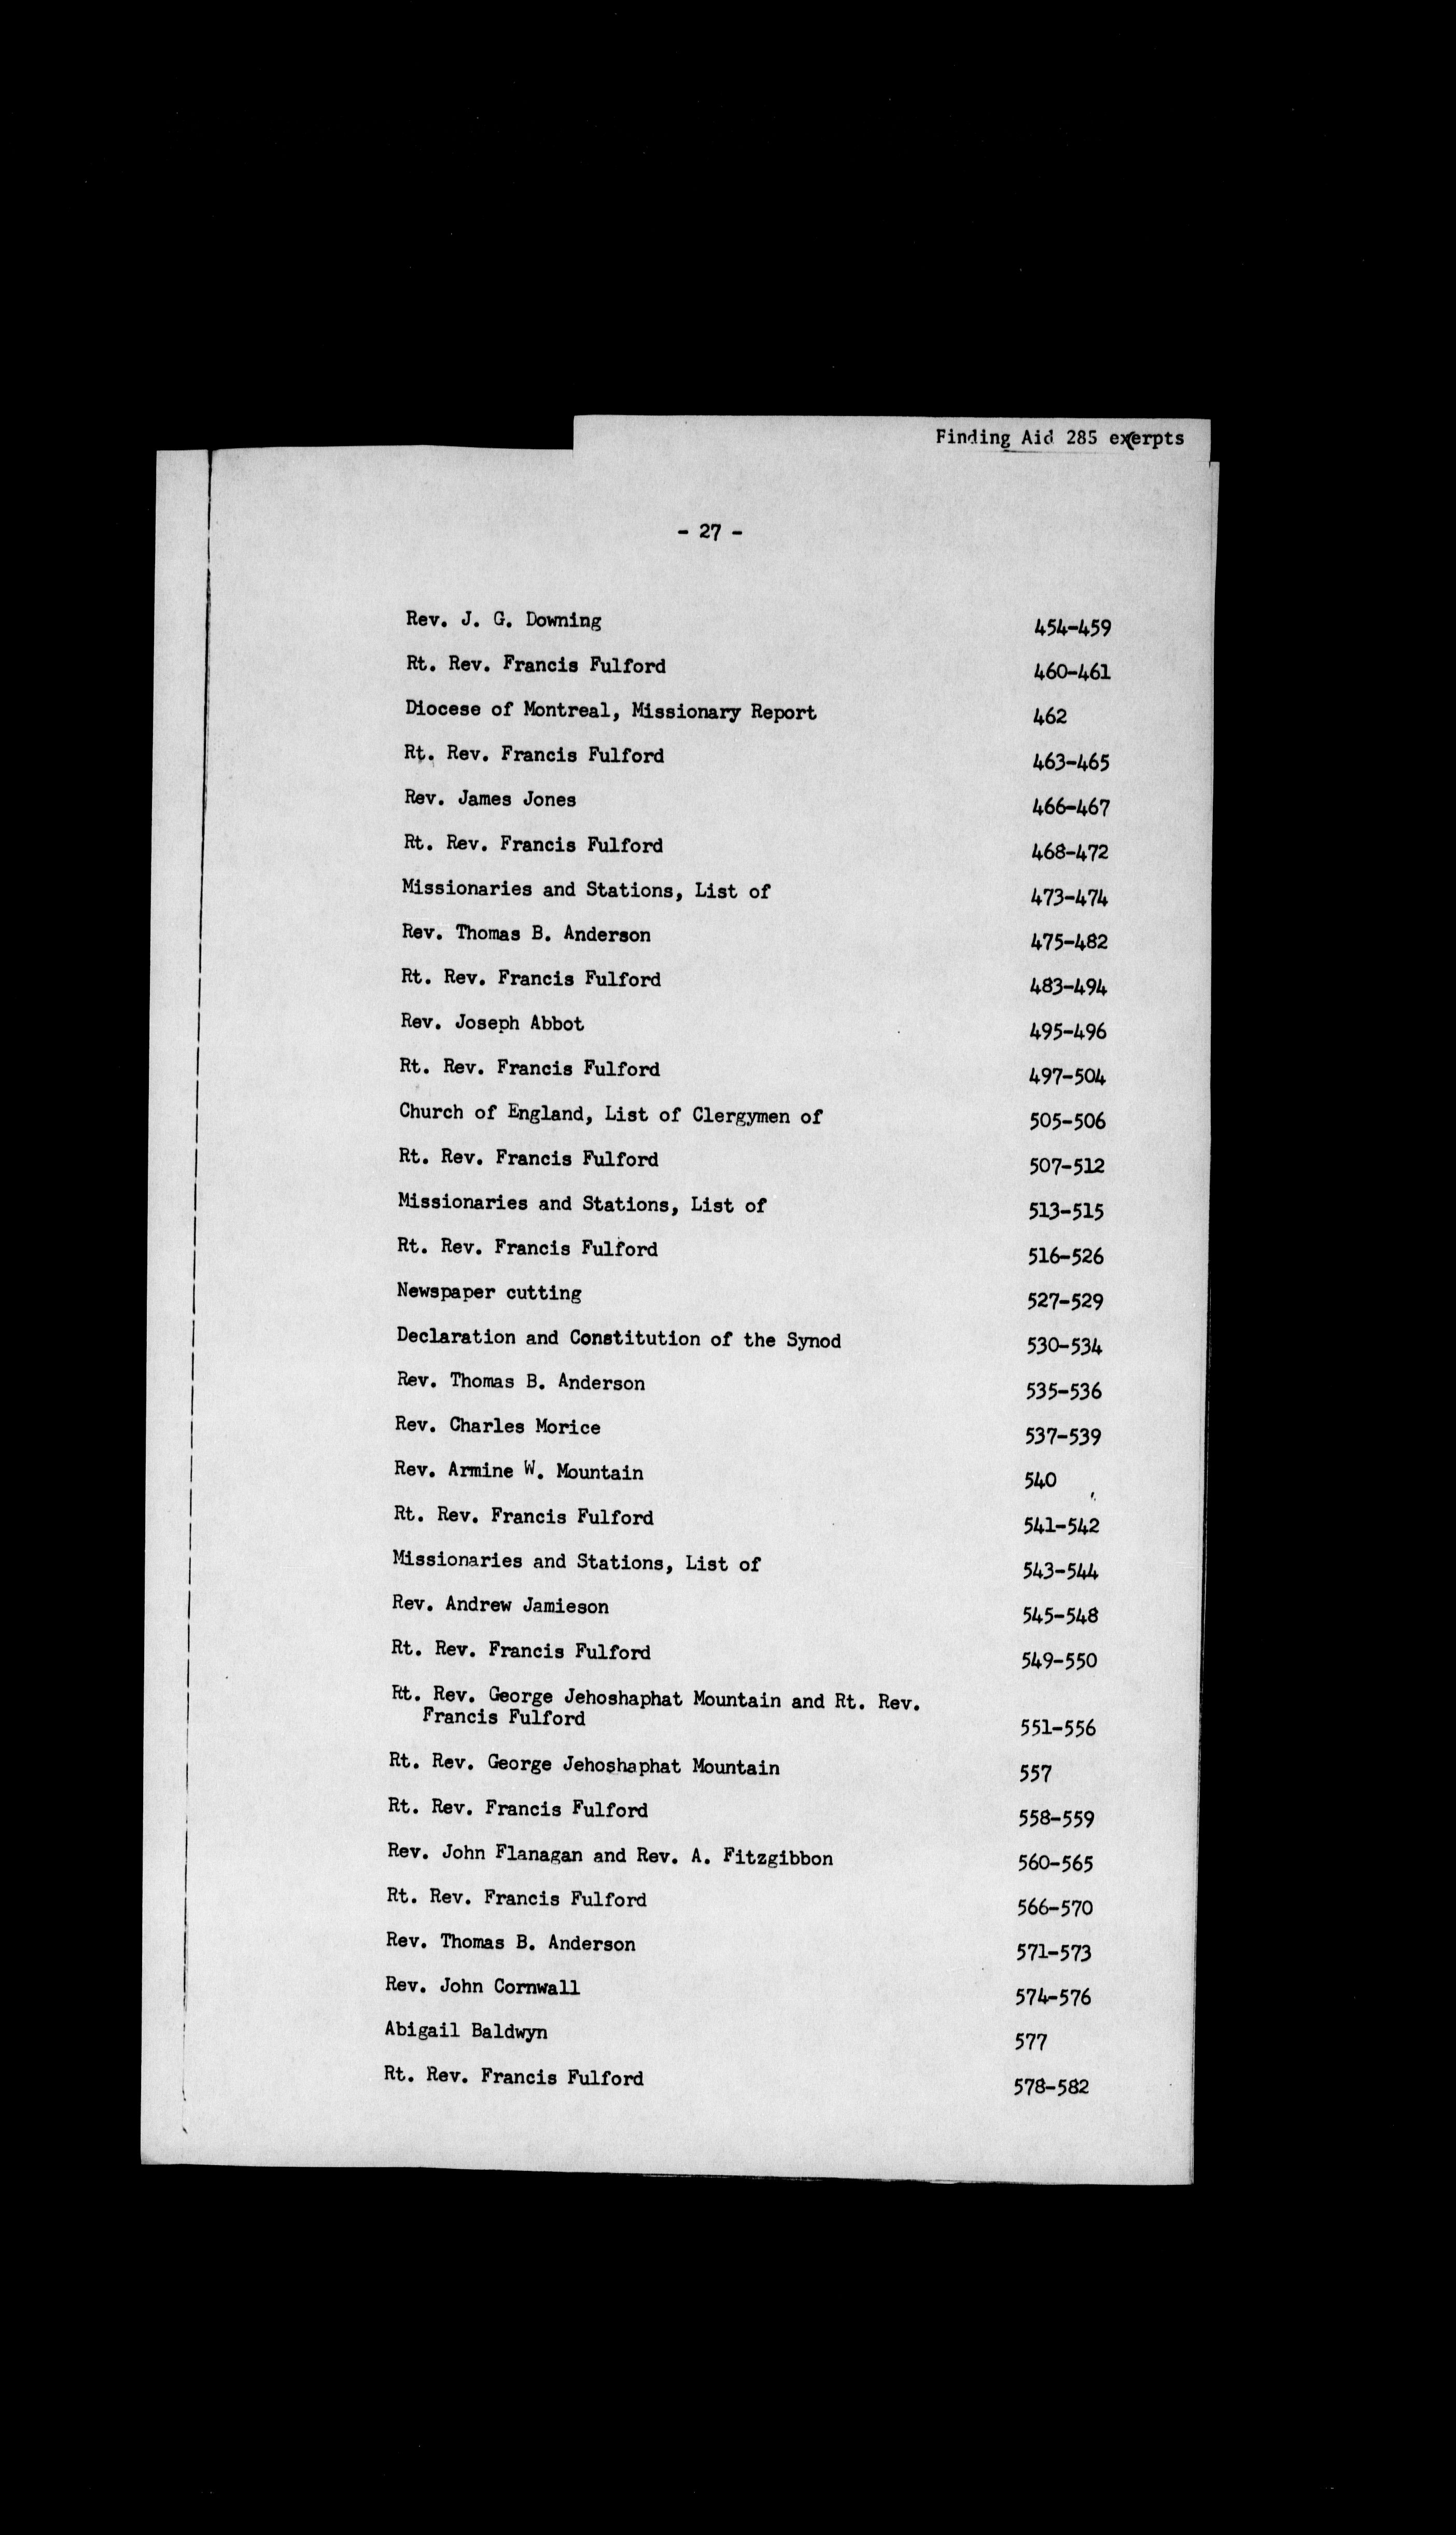 Finding Aid 285 excerpts
- 27 -
Rev. J. G. Downing 454-459
Rt. Rev. Francis Fulford 460-461
Diocese of Montreal, Missionary Report 462
Rt. Rev. Francis Fulford 463-465
Rev. James Jones 466-467
Rt. Rev. Francis Fulford 468-472
Missionaries and Stations, List of 473-474
Rev. Thomas B. Anderson 475-482
Rt. Rev. Francis Fulford 483-494
Rev. Joseph Abbot 495-496
Rt. Rev. Francis Fulford 497-504
Church of England, List of Clergymen of 505-506
Rt. Rev. Francis Fulford 507-512
Missionaries and Stations, List of 513-515
Rt. Rev. Francis Fulford 516-526
Newspaper cutting 527-529
Declaration and Constitution of the Synod 530-534
Rev. Thomas B. Anderson 535-536
Rev. Charles Morice 537-539
Rev. Armine W. Mountain 540
Rt. Rev. Francis Fulford 541-542
Missionaries and Stations, List of 543-544
Rev. Andrew Jamieson 545-548
Rt. Rev. Francis Fulford 549-550
Rt. Rev. George Jehoshaphat Mountain and Rt. Rev.
Francis Fulford 551-556
Rt. Rev. George Jehoshaphat Mountain 557
Rt. Rev. Francis Fulford 558-559
Rev. John Flanagan and Rev. A. Fitzgibbon 560-565
Rt. Rev. Francis Fulford 566-570
Rev. Thomas B. Anderson 571-573
Rev. John Cornwall 574-576
Abigail Baldwyn 577
Rt. Rev. Francis Fulford 578-582